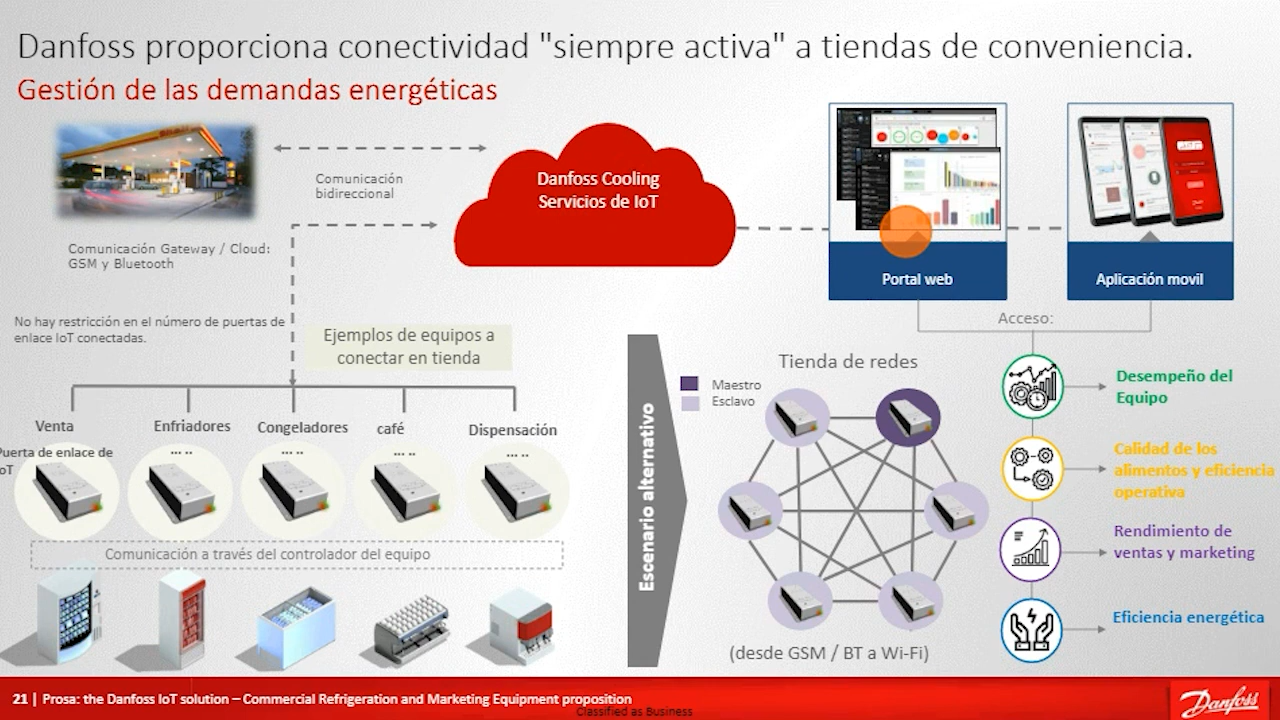 Danfoss proporciona conectividad "siempre activa" a tiendas de conveniencia.
Gestión de las demandas energéticas
Comunicación
bidireccional
Danfoss Cooling
Servicios de IoT
Comunicación Gateway / Cloud:
GSM y Bluetooth
Portal web
Aplicación movil
No hay restricción en el número de puertas de
enlace IoT conectadas.
Ejemplos de equipos a
conectar en tienda
Acceso:
Venta
Enfriadores
Congeladores
café
Dispensación
Puerta de enlace de
IoT
... ..
... ..
... ..
... ..
Comunicación a través del controlador del equipo
Escenario alternativo
Tienda de redes
Maestro
Esclavo
(desde GSM / BT a Wi-Fi)
Desempeño del
Equipo
Calidad de los
alimentos y eficiencia
operativa
Rendimiento de
ventas y marketing
Eficiencia energética
21 | Prosa: the Danfoss IoT solution – Commercial Refrigeration and Marketing Equipment proposition
Classified as Business
Danfoss